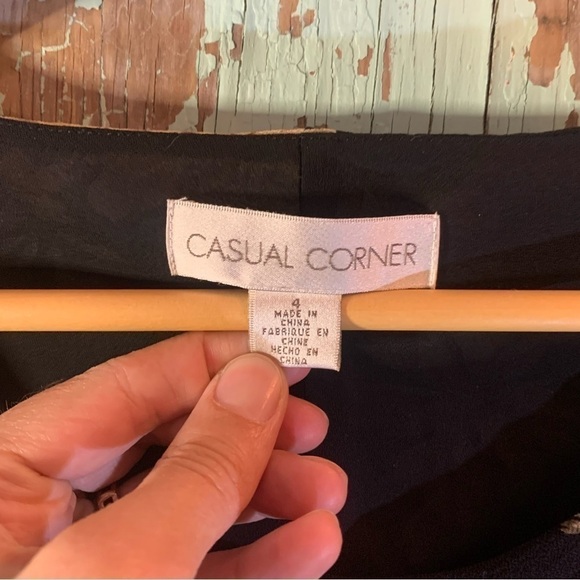 CASUAL CORNER
4
MADE IN
CHINA
FABRIQUE EN
CHINE
HECHO EN
CHINA